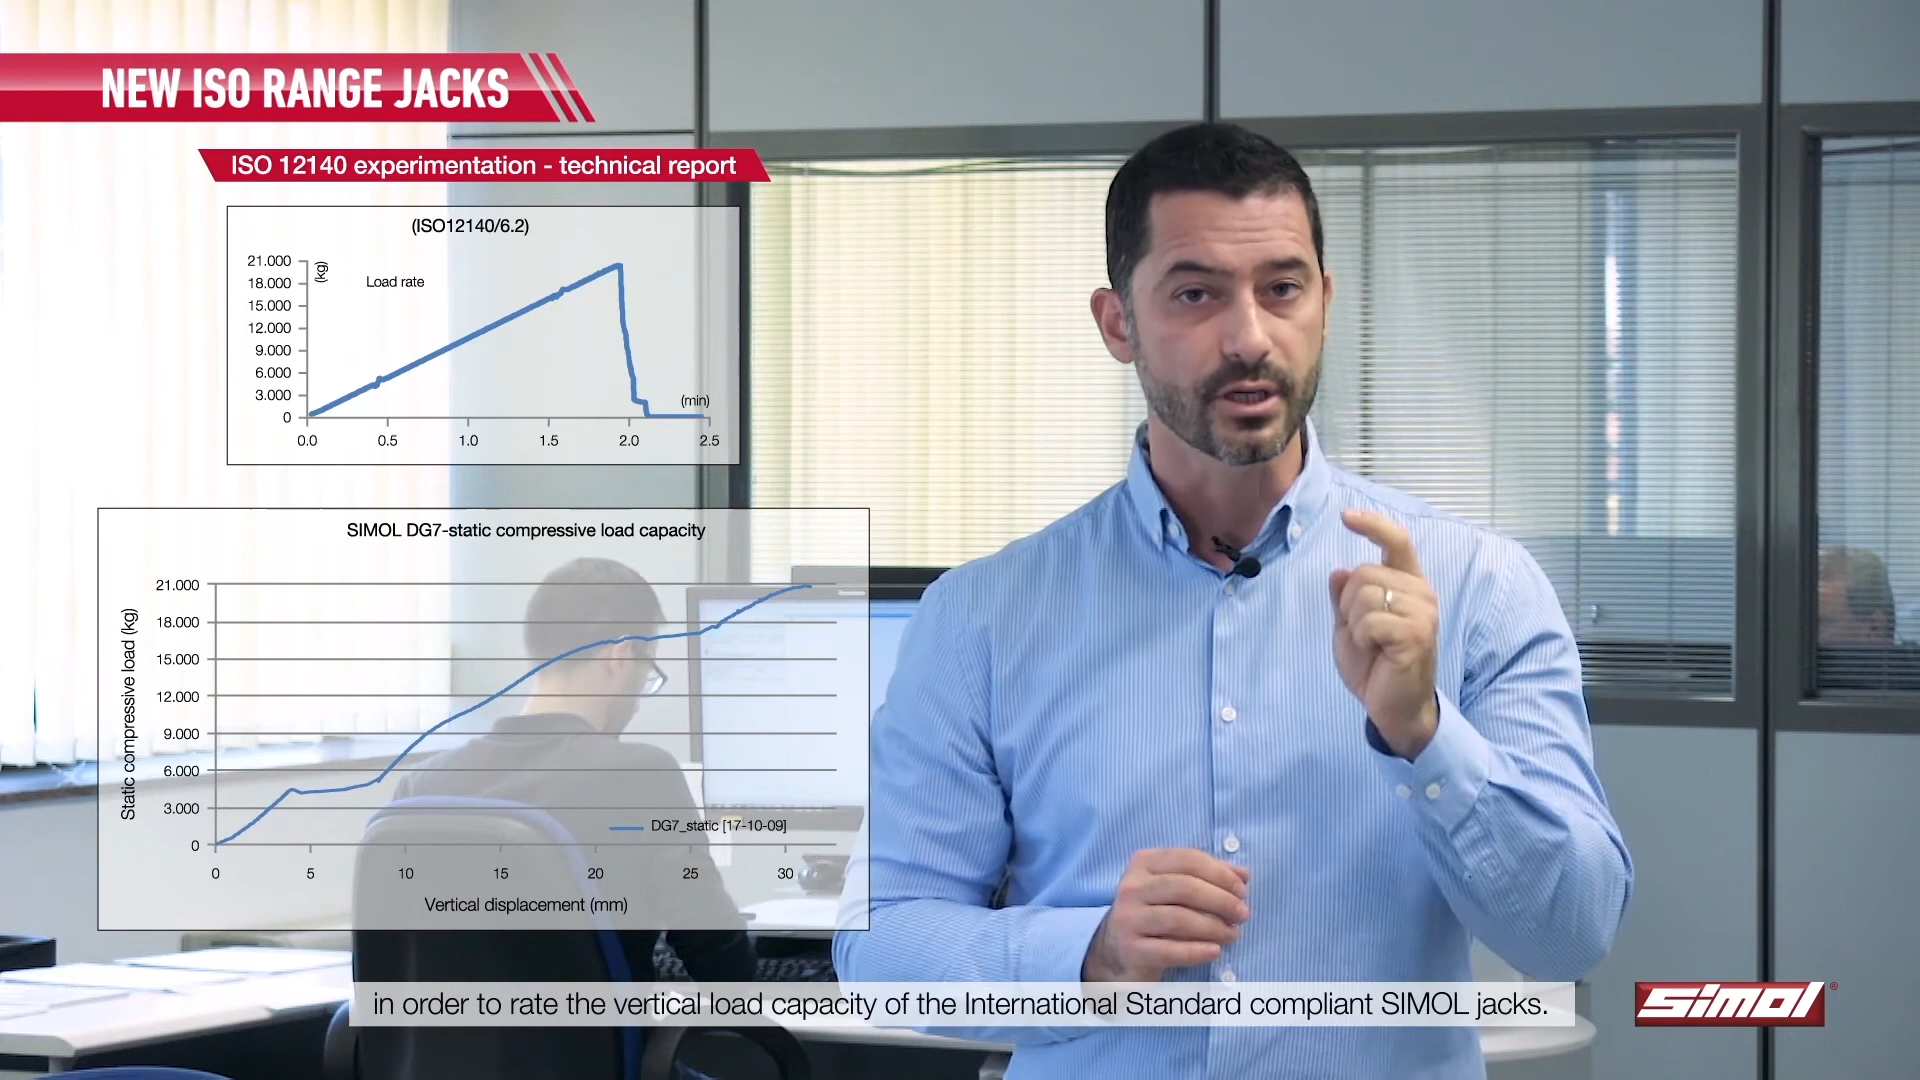 NEW ISO RANGE JACKS
ISO 12140 experimentation - technical report
(ISO12140/6.2)
21.000
18.000
15.000
12.000
9.000
6.000
3.000
0
(kg)
Load rate
(min)
0.0 0.5 1.0 1.5 2.0 2.5
SIMOL DG7-static compressive load capacity
Static compressive load (kg)
21.000
18.000
15.000
12.000
9.000
6.000
3.000
0
DG7_static [17-10-09]
0 5 10 15 20 25 30
Vertical displacement (mm)
in order to rate the vertical load capacity of the International Standard compliant SIMOL jacks.
simol®